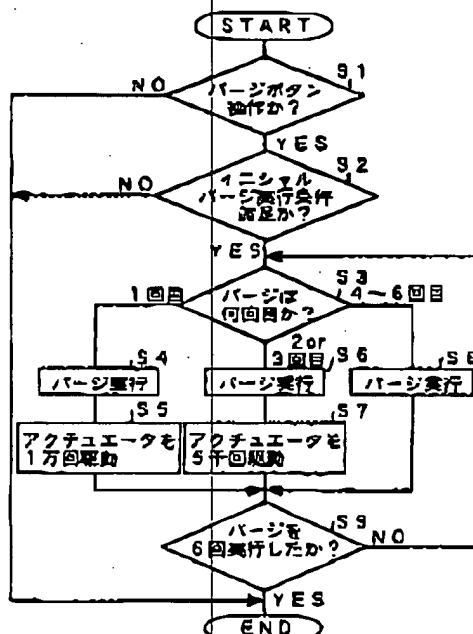 START
S1
NO
パージボタン
操作か?
YES
S2
NO
イニシャル
パージ実行条件
満足か?
YES
S3
1回目
パージは
何回目か?
4〜6回目
2or
3回目
S4
S6
S8
パージ実行
パージ実行
パージ実行
S5
S7
アクチュエータを
1万回駆動
アクチュエータを
5千回駆動
S9
パージを
6回実行したか?
NO
YES
END